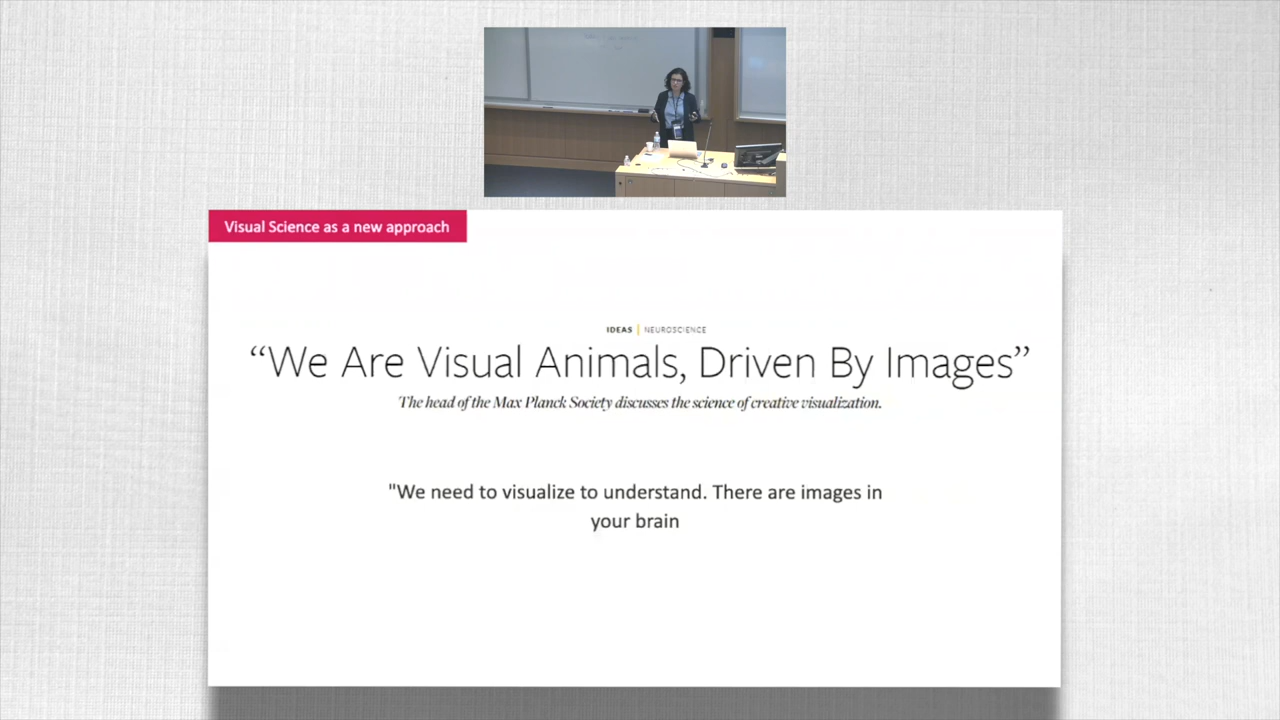 Visual Science as a new approach
IDEAS | NEUROSCIENCE
“We Are Visual Animals, Driven By Images”
The head of the Max Planck Society discusses the science of creative visualization.
"We need to visualize to understand. There are images in
your brain